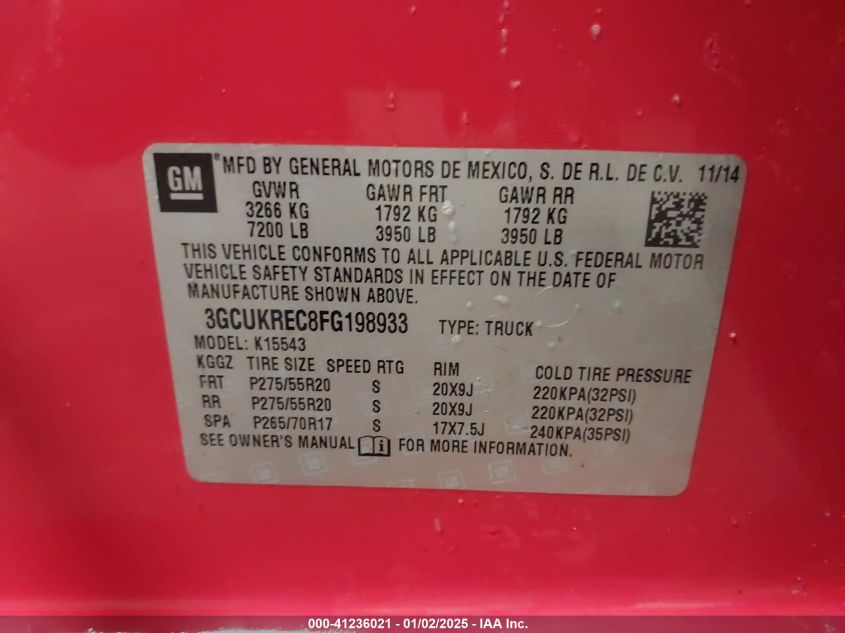 GM
MFD BY GENERAL MOTORS DE MEXICO, S. DE R.L. DE C.V. 11/14
GVWR GAWR FRT GAWR RR
3266 KG 1792 KG 1792 KG
7200 LB 3950 LB 3950 LB
THIS VEHICLE CONFORMS TO ALL APPLICABLE U.S. FEDERAL MOTOR
VEHICLE SAFETY STANDARDS IN EFFECT ON THE DATE OF
MANUFACTURE SHOWN ABOVE.
3GCUKREC8FG198933 TYPE: TRUCK
MODEL: K15543
KGGZ TIRE SIZE SPEED RTG RIM COLD TIRE PRESSURE
FRT P275/55R20 S 20X9J 220KPA(32PSI)
RR P275/55R20 S 20X9J 220KPA(32PSI)
SPA P265/70R17 S 17X7.5J 240KPA(35PSI)
SEE OWNER'S MANUAL FOR MORE INFORMATION.
000-41236021 - 01/02/2025 - IAA Inc.